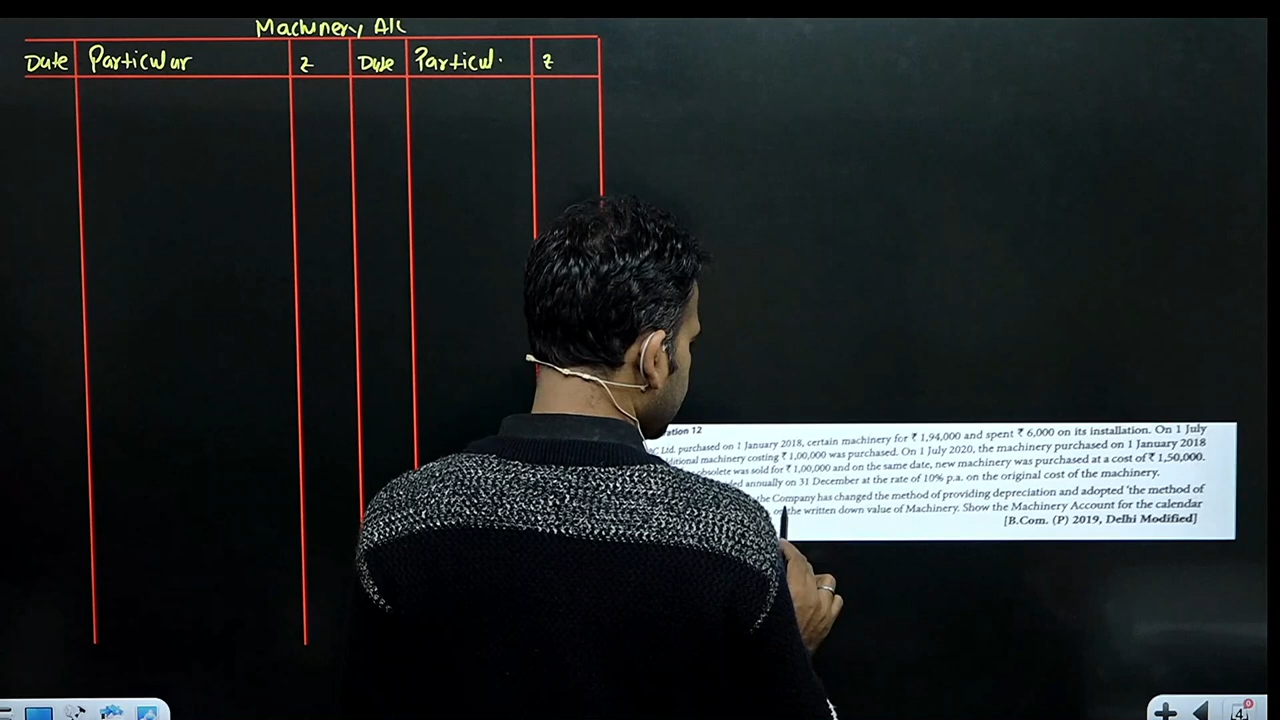 Machinery A/c
Date Particular ₹ Date Particul. ₹
ation 12
C Ltd. purchased on 1 January 2018, certain machinery for ₹ 1,94,000 and spent ₹ 6,000 on its installation. On 1 July
ditional machinery costing ₹ 1,00,000 was purchased. On 1 July 2020, the machinery purchased on 1 January 2018
obsolete was sold for ₹ 1,00,000 and on the same date, new machinery was purchased at a cost of ₹ 1,50,000.
ded annually on 31 December at the rate of 10% p.a. on the original cost of the machinery.
the Company has changed the method of providing depreciation and adopted 'the method of
the written down value of Machinery. Show the Machinery Account for the calendar
[B.Com. (P) 2019, Delhi Modified]
4